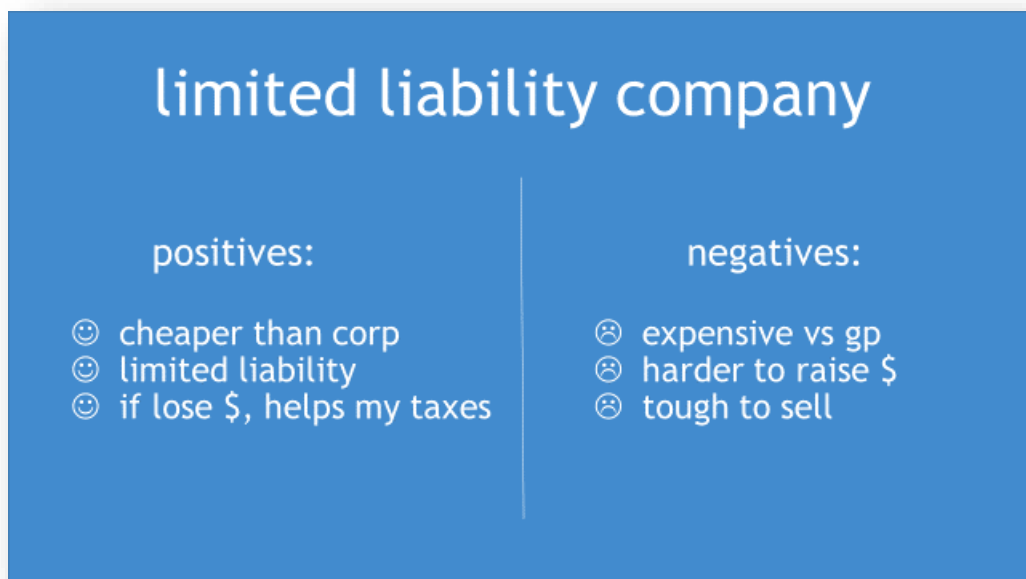 limited liability company
positives:
☺ cheaper than corp
☺ limited liability
☺ if lose $, helps my taxes
negatives:
☹ expensive vs gp
☹ harder to raise $
☹ tough to sell